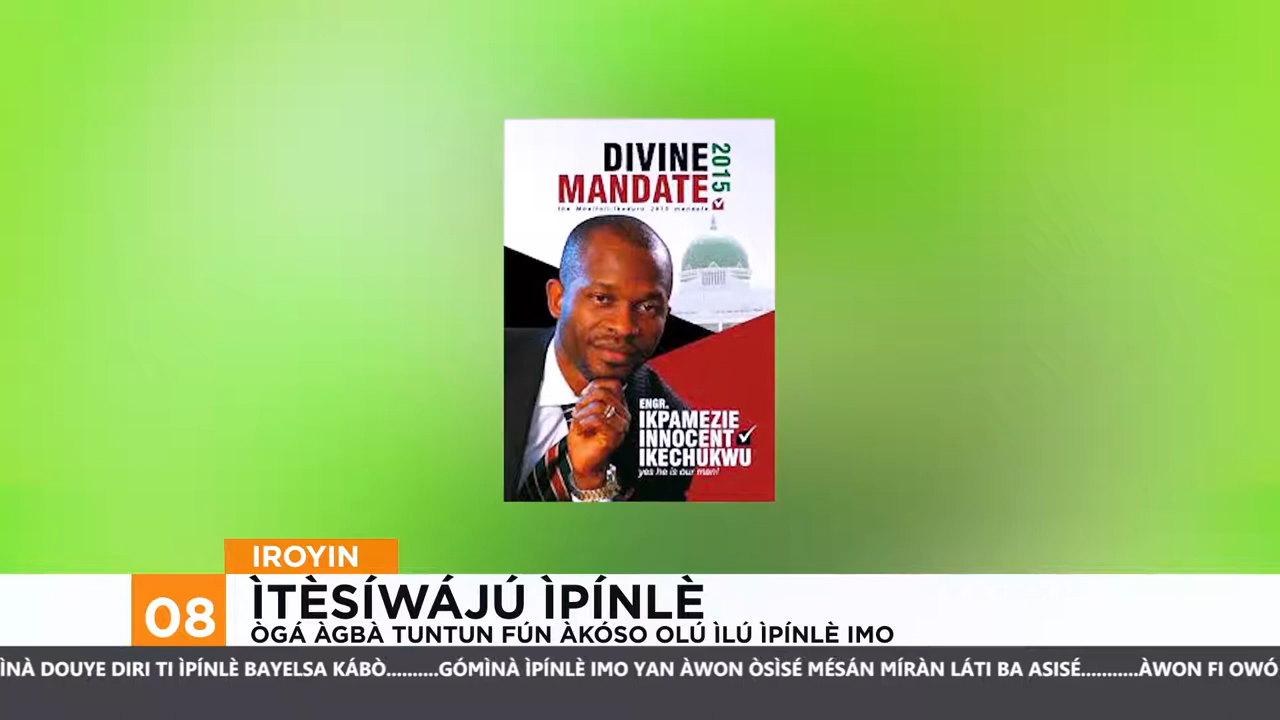 DIVINE
MANDATE
2015
ENGR.
IKPAMEZIE
INNOCENT
IKECHUKWU
yes he is our man!
IROYIN
08
ÌTÈSÍWÁJÚ ÌPÍNLÈ
ÒGÁ ÀGBÀ TUNTUN FÚN ÀKÓSO OLÚ ÌLÚ ÌPÍNLÈ IMO
ÌNÀ DOUYE DIRI TI ÌPÍNLÈ BAYELSA KÁBÒ..........GÓMÌNÀ ÌPÍNLÈ IMO YAN ÀWON ÒSÌSÉ MÉSÁN MÍRÀN LÁTI BA ASISÉ...........ÀWON FI OWÓ